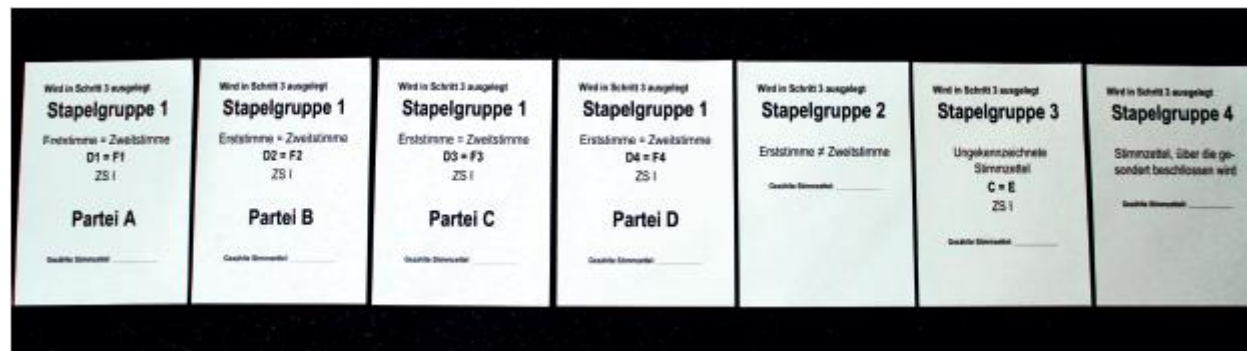 Wird in Schritt 3 ausgelegt
Stapelgruppe 1
Erststimme = Zweitstimme
D1 = F1
ZS I
Partei A
Gezählte Stimmzettel:
Wird in Schritt 3 ausgelegt
Stapelgruppe 1
Erststimme = Zweitstimme
D2 = F2
ZS I
Partei B
Gezählte Stimmzettel:
Wird in Schritt 3 ausgelegt
Stapelgruppe 1
Erststimme = Zweitstimme
D3 = F3
ZS I
Partei C
Gezählte Stimmzettel:
Wird in Schritt 3 ausgelegt
Stapelgruppe 1
Erststimme = Zweitstimme
D4 = F4
ZS I
Partei D
Gezählte Stimmzettel:
Wird in Schritt 3 ausgelegt
Stapelgruppe 2
Erststimme ≠ Zweitstimme
Gezählte Stimmzettel:
Wird in Schritt 3 ausgelegt
Stapelgruppe 3
Ungekennzeichnete
Stimmzettel
C = E
ZS I
Gezählte Stimmzettel:
Wird in Schritt 3 ausgelegt
Stapelgruppe 4
Stimmzettel, über die ge-
sondert beschlossen wird
Gezählte Stimmzettel: